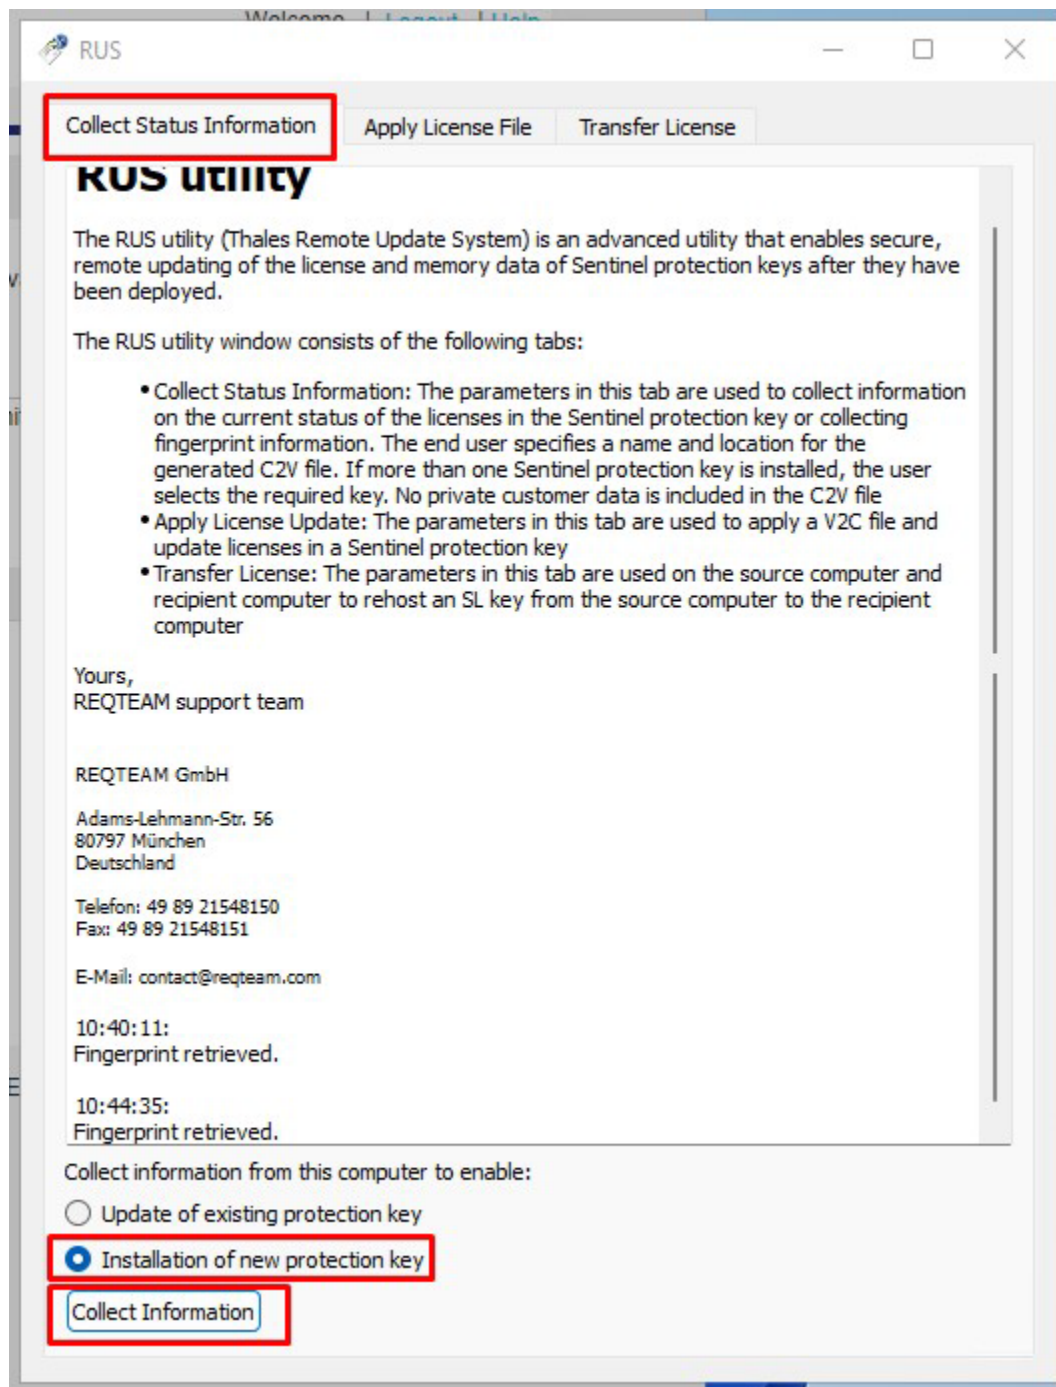 Welcome | Logout | Help
RUS
Collect Status Information
Apply License File
Transfer License
RUS utility
The RUS utility (Thales Remote Update System) is an advanced utility that enables secure,
remote updating of the license and memory data of Sentinel protection keys after they have
been deployed.
The RUS utility window consists of the following tabs:
• Collect Status Information: The parameters in this tab are used to collect information
on the current status of the licenses in the Sentinel protection key or collecting
fingerprint information. The end user specifies a name and location for the
generated C2V file. If more than one Sentinel protection key is installed, the user
selects the required key. No private customer data is included in the C2V file
• Apply License Update: The parameters in this tab are used to apply a V2C file and
update licenses in a Sentinel protection key
• Transfer License: The parameters in this tab are used on the source computer and
recipient computer to rehost an SL key from the source computer to the recipient
computer
Yours,
REQTEAM support team
REQTEAM GmbH
Adams-Lehmann-Str. 56
80797 München
Deutschland
Telefon: 49 89 21548150
Fax: 49 89 21548151
E-Mail: contact@reqteam.com
10:40:11:
Fingerprint retrieved.
10:44:35:
Fingerprint retrieved.
Collect information from this computer to enable:
Update of existing protection key
Installation of new protection key
Collect Information